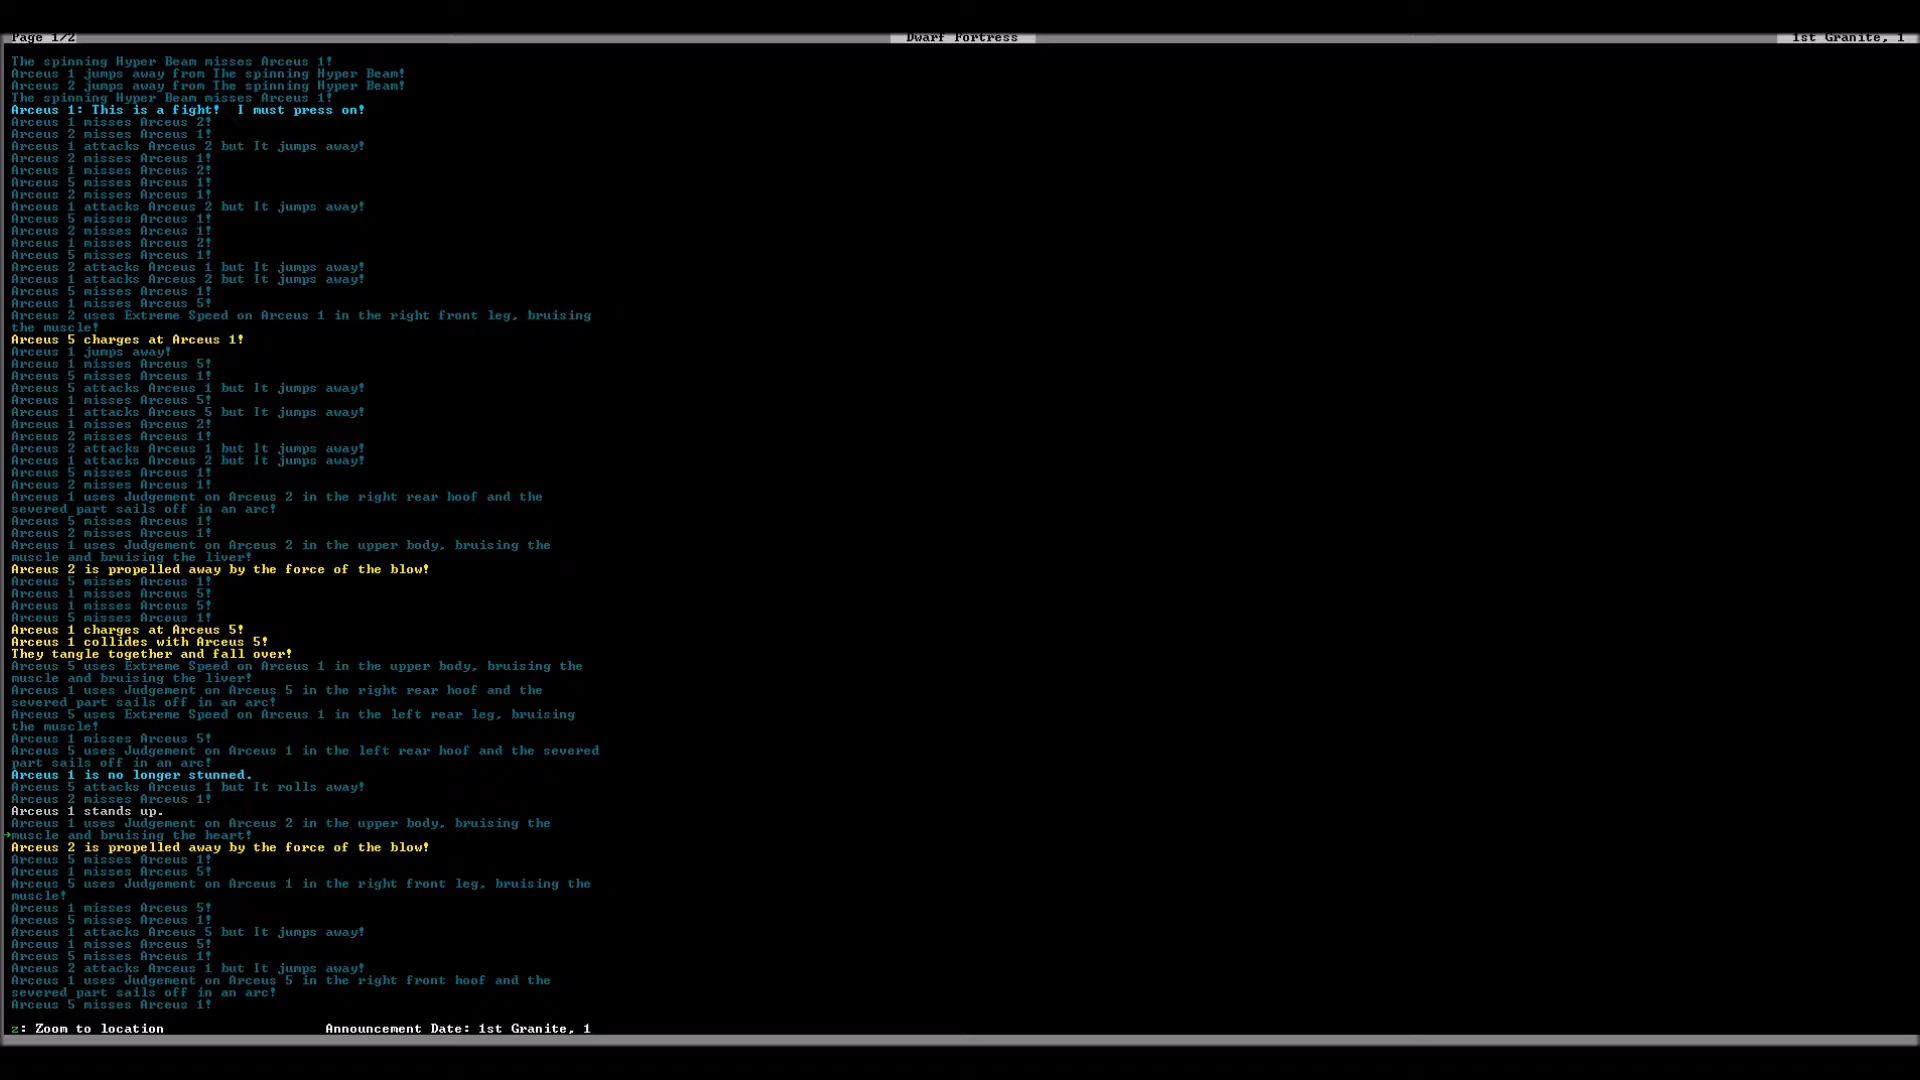 Page 1/2 Dwarf Fortress 1st Granite, 1
The spinning Hyper Beam misses Arceus 1!
Arceus 1 jumps away from The spinning Hyper Beam!
Arceus 2 jumps away from The spinning Hyper Beam!
The spinning Hyper Beam misses Arceus 1!
Arceus 1: This is a fight!  I must press on!
Arceus 1 misses Arceus 2!
Arceus 2 misses Arceus 1!
Arceus 1 attacks Arceus 2 but It jumps away!
Arceus 2 misses Arceus 1!
Arceus 1 misses Arceus 2!
Arceus 5 misses Arceus 1!
Arceus 2 misses Arceus 1!
Arceus 1 attacks Arceus 2 but It jumps away!
Arceus 5 misses Arceus 1!
Arceus 2 misses Arceus 1!
Arceus 1 misses Arceus 2!
Arceus 5 misses Arceus 1!
Arceus 2 attacks Arceus 1 but It jumps away!
Arceus 1 attacks Arceus 2 but It jumps away!
Arceus 5 misses Arceus 1!
Arceus 1 misses Arceus 5!
Arceus 2 uses Extreme Speed on Arceus 1 in the right front leg, bruising
the muscle!
Arceus 5 charges at Arceus 1!
Arceus 1 jumps away!
Arceus 1 misses Arceus 5!
Arceus 5 misses Arceus 1!
Arceus 5 attacks Arceus 1 but It jumps away!
Arceus 1 misses Arceus 5!
Arceus 1 attacks Arceus 5 but It jumps away!
Arceus 1 misses Arceus 2!
Arceus 2 misses Arceus 1!
Arceus 2 attacks Arceus 1 but It jumps away!
Arceus 1 attacks Arceus 2 but It jumps away!
Arceus 5 misses Arceus 1!
Arceus 2 misses Arceus 1!
Arceus 1 uses Judgement on Arceus 2 in the right rear hoof and the
severed part sails off in an arc!
Arceus 5 misses Arceus 1!
Arceus 2 misses Arceus 1!
Arceus 1 uses Judgement on Arceus 2 in the upper body, bruising the
muscle and bruising the liver!
Arceus 2 is propelled away by the force of the blow!
Arceus 5 misses Arceus 1!
Arceus 1 misses Arceus 5!
Arceus 1 misses Arceus 5!
Arceus 5 misses Arceus 1!
Arceus 1 charges at Arceus 5!
Arceus 1 collides with Arceus 5!
They tangle together and fall over!
Arceus 5 uses Extreme Speed on Arceus 1 in the upper body, bruising the
muscle and bruising the liver!
Arceus 1 uses Judgement on Arceus 5 in the right rear hoof and the
severed part sails off in an arc!
Arceus 5 uses Extreme Speed on Arceus 1 in the left rear leg, bruising
the muscle!
Arceus 1 misses Arceus 5!
Arceus 5 uses Judgement on Arceus 1 in the left rear hoof and the severed
part sails off in an arc!
Arceus 1 is no longer stunned.
Arceus 5 attacks Arceus 1 but It rolls away!
Arceus 2 misses Arceus 1!
Arceus 1 stands up.
Arceus 1 uses Judgement on Arceus 2 in the upper body, bruising the
→muscle and bruising the heart!
Arceus 2 is propelled away by the force of the blow!
Arceus 5 misses Arceus 1!
Arceus 1 misses Arceus 5!
Arceus 5 uses Judgement on Arceus 1 in the right front leg, bruising the
muscle!
Arceus 1 misses Arceus 5!
Arceus 5 misses Arceus 1!
Arceus 1 attacks Arceus 5 but It jumps away!
Arceus 1 misses Arceus 5!
Arceus 5 misses Arceus 1!
Arceus 2 attacks Arceus 1 but It jumps away!
Arceus 1 uses Judgement on Arceus 5 in the right front hoof and the
severed part sails off in an arc!
Arceus 5 misses Arceus 1!
z: Zoom to location Announcement Date: 1st Granite, 1